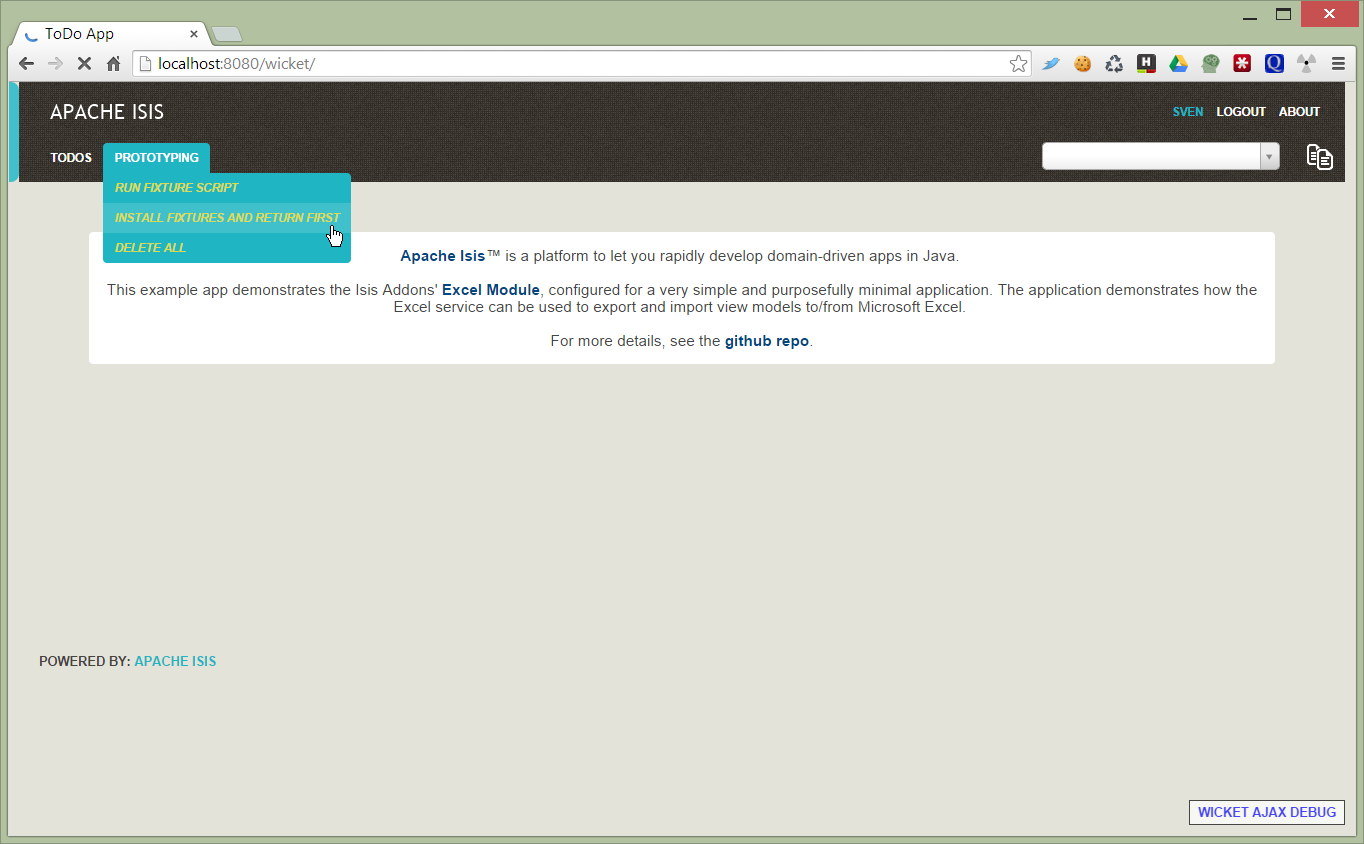 ToDo App
localhost:8080/wicket/
APACHE ISIS
SVEN LOGOUT ABOUT
TODOS PROTOTYPING
RUN FIXTURE SCRIPT
INSTALL FIXTURES AND RETURN FIRST
DELETE ALL
Apache Isis™ is a platform to let you rapidly develop domain-driven apps in Java.
This example app demonstrates the Isis Addons' Excel Module, configured for a very simple and purposefully minimal application. The application demonstrates how the
Excel service can be used to export and import view models to/from Microsoft Excel.
For more details, see the github repo.
POWERED BY: APACHE ISIS
WICKET AJAX DEBUG